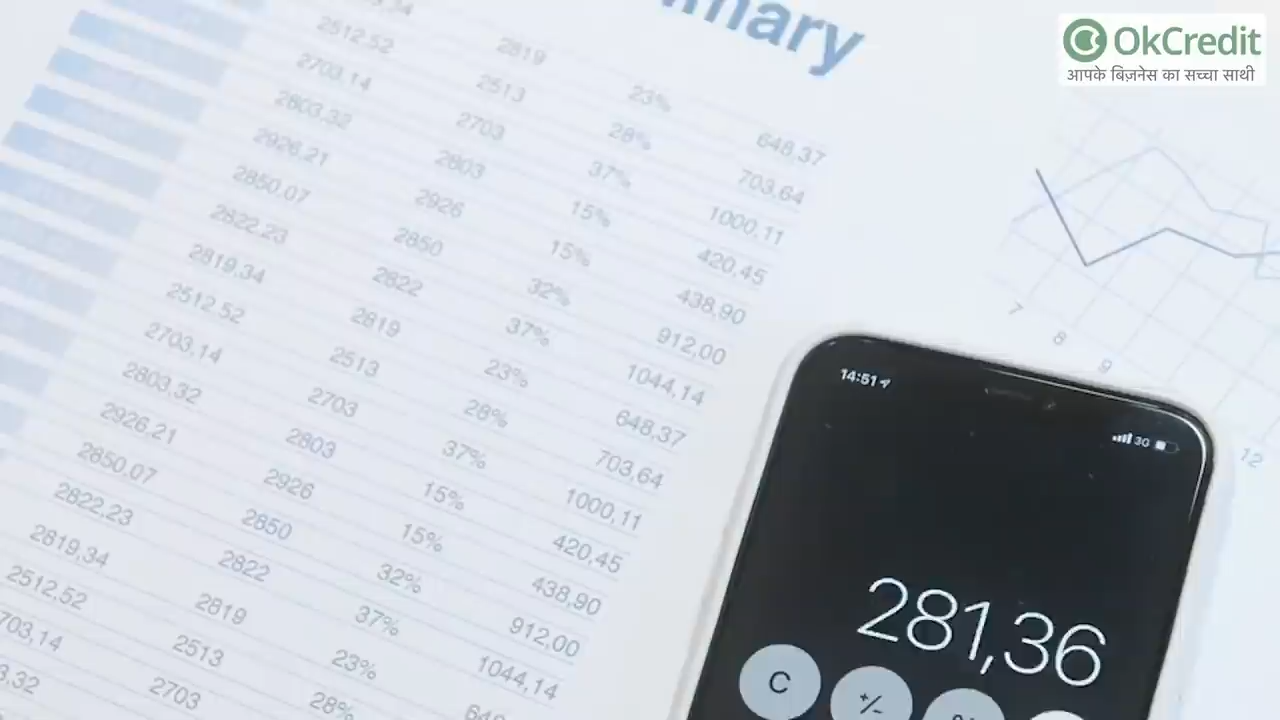 OkCredit
आपके बिज़नेस का सच्चा साथी
2819 23% 648,37
2512.52 2513 28% 703,64
2703.14 2703 37% 1000,11
2803.32 2803 15% 420,45
2926.21 2926 15% 438,90
2850.07 2850 32% 912,00
2822.23 2822 37% 1044,14
2819,34 2819 23% 648,37
2512,52 2513 28% 703,64
2703,14 2703 37% 1000,11
2803,32 2803 15% 420,45
2926,21 2926 15% 438,90
2850,07 2850 32% 912,00
2822,23 2822 37% 1044,14
2819,34 2819 23%
2512,52 2513 28%
703,14 2703
7 8 9 12
14:51
3G
281,36
C
+/-